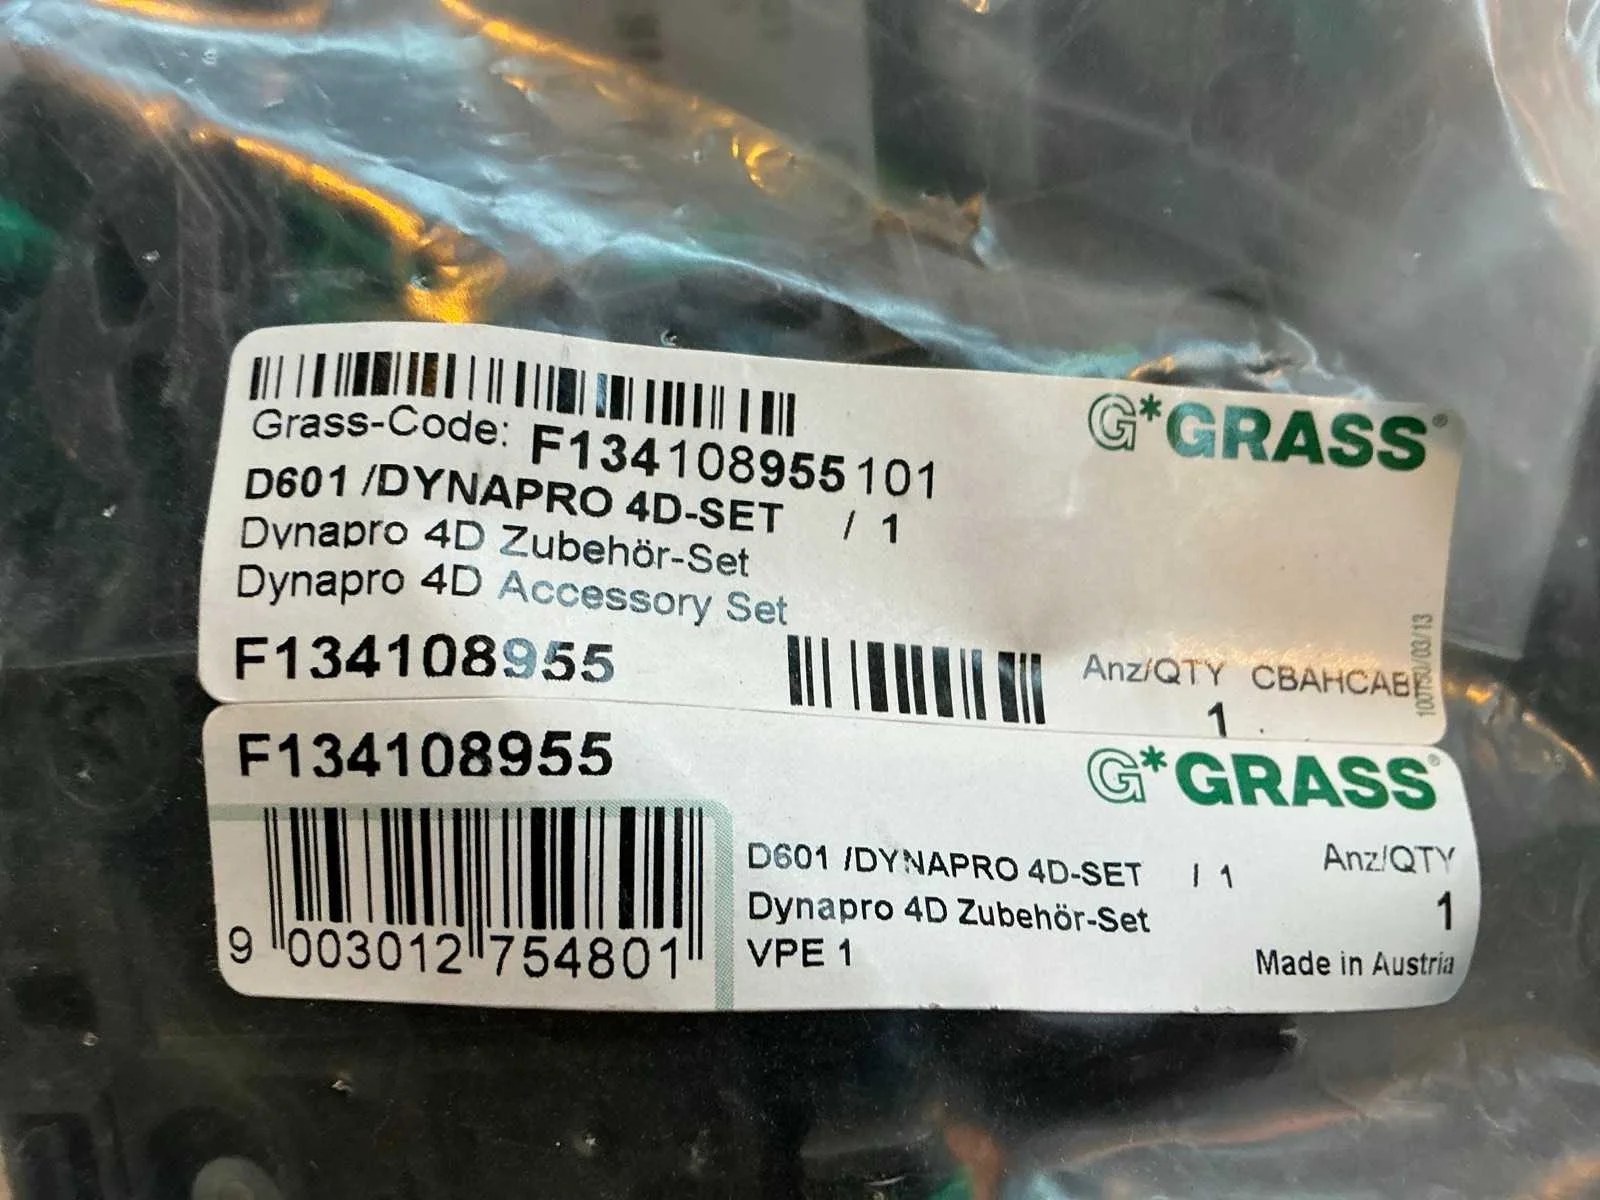 G*GRASS®
Grass-Code: F134108955101
D601 /DYNAPRO 4D-SET / 1
Dynapro 4D Zubehör-Set
Dynapro 4D Accessory Set
F134108955
Anz/QTY
1
F134108955
G*GRASS®
9 003012 754801
D601 /DYNAPRO 4D-SET / 1
Dynapro 4D Zubehör-Set
VPE 1
Anz/QTY
1
Made in Austria